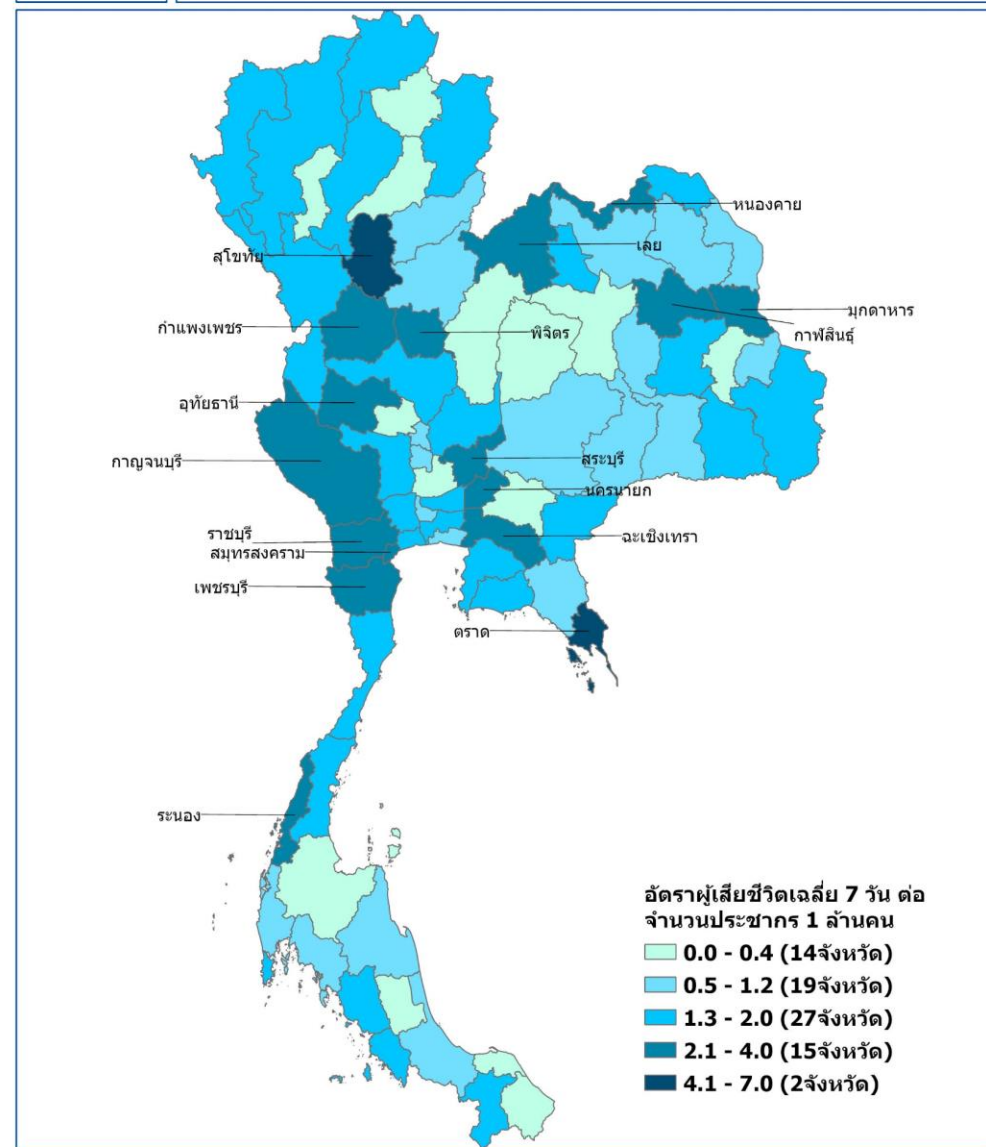 หนองคาย
เลย
สุโขทัย
มุกดาหาร
กำแพงเพชร
พิจิตร
กาฬสินธุ์
อุทัยธานี
กาญจนบุรี
สระบุรี
นครนายก
ราชบุรี
ฉะเชิงเทรา
สมุทรสงคราม
เพชรบุรี
ตราด
ระนอง
อัตราผู้เสียชีวิตเฉลี่ย 7 วัน ต่อ
จำนวนประชากร 1 ล้านคน
0.0 - 0.4 (14จังหวัด)
0.5 - 1.2 (19จังหวัด)
1.3 - 2.0 (27จังหวัด)
2.1 - 4.0 (15จังหวัด)
4.1 - 7.0 (2จังหวัด)